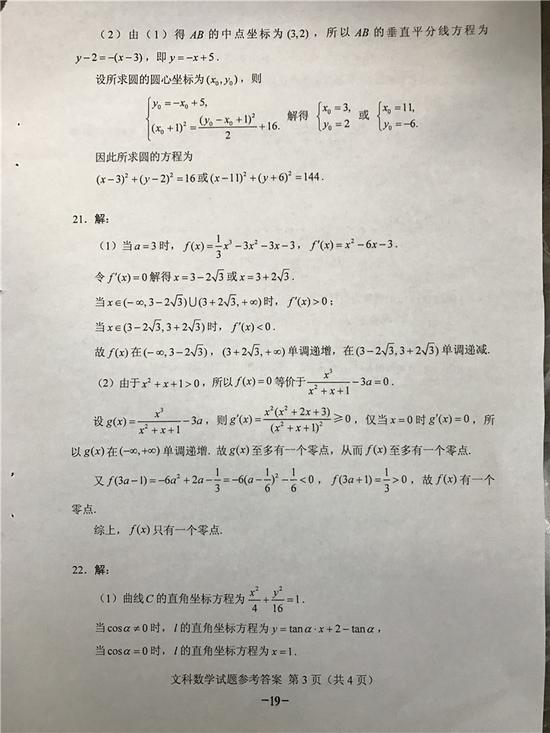 （2）由（1）得 AB 的中点坐标为 (3,2)，所以 AB 的垂直平分线方程为
y−2=−(x−3)，即 y=−x+5．
设所求圆的圆心坐标为 (x₀,y₀)，则
{y₀=−x₀+5, (x₀+1)²=(y₀−x₀+1)²/2+16. 解得 {x₀=3, y₀=2 或 {x₀=11, y₀=−6.
因此所求圆的方程为
(x−3)²+(y−2)²=16 或 (x−11)²+(y+6)²=144．
21．解：
（1）当 a=3 时，f(x)=1/3x³−3x²−3x−3，f′(x)=x²−6x−3．
令 f′(x)=0 解得 x=3−2√3 或 x=3+2√3．
当 x∈(−∞,3−2√3)∪(3+2√3,+∞) 时，f′(x)>0；
当 x∈(3−2√3,3+2√3) 时，f′(x)<0．
故 f(x) 在 (−∞,3−2√3)，(3+2√3,+∞) 单调递增，在 (3−2√3,3+2√3) 单调递减．
（2）由于 x²+x+1>0，所以 f(x)=0 等价于 x³/(x²+x+1)−3a=0．
设 g(x)=x³/(x²+x+1)−3a，则 g′(x)=x²(x²+2x+3)/(x²+x+1)²≥0，仅当 x=0 时 g′(x)=0，所
以 g(x) 在 (−∞,+∞) 单调递增．故 g(x) 至多有一个零点，从而 f(x) 至多有一个零点．
又 f(3a−1)=−6a²+2a−1/3=−6(a−1/6)²−1/6<0，f(3a+1)=1/3>0，故 f(x) 有一个
零点．
综上，f(x) 只有一个零点．
22．解：
（1）曲线 C 的直角坐标方程为 x²/4+y²/16=1．
当 cosα≠0 时，l 的直角坐标方程为 y=tanα·x+2−tanα，
当 cosα=0 时，l 的直角坐标方程为 x=1．
文科数学试题参考答案 第 3 页（共 4 页）
−19−